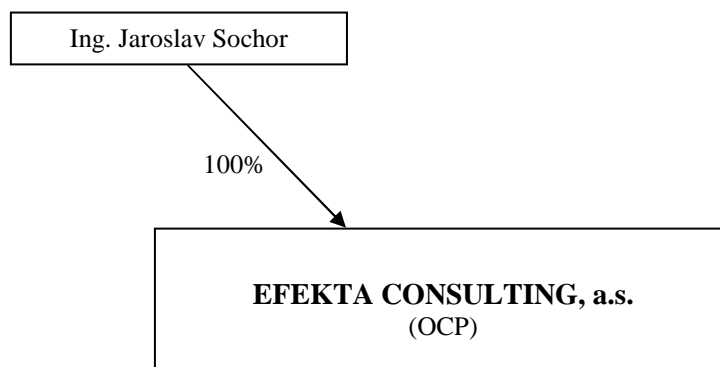 Ing. Jaroslav Sochor
100%
EFEKTA CONSULTING, a.s.
(OCP)